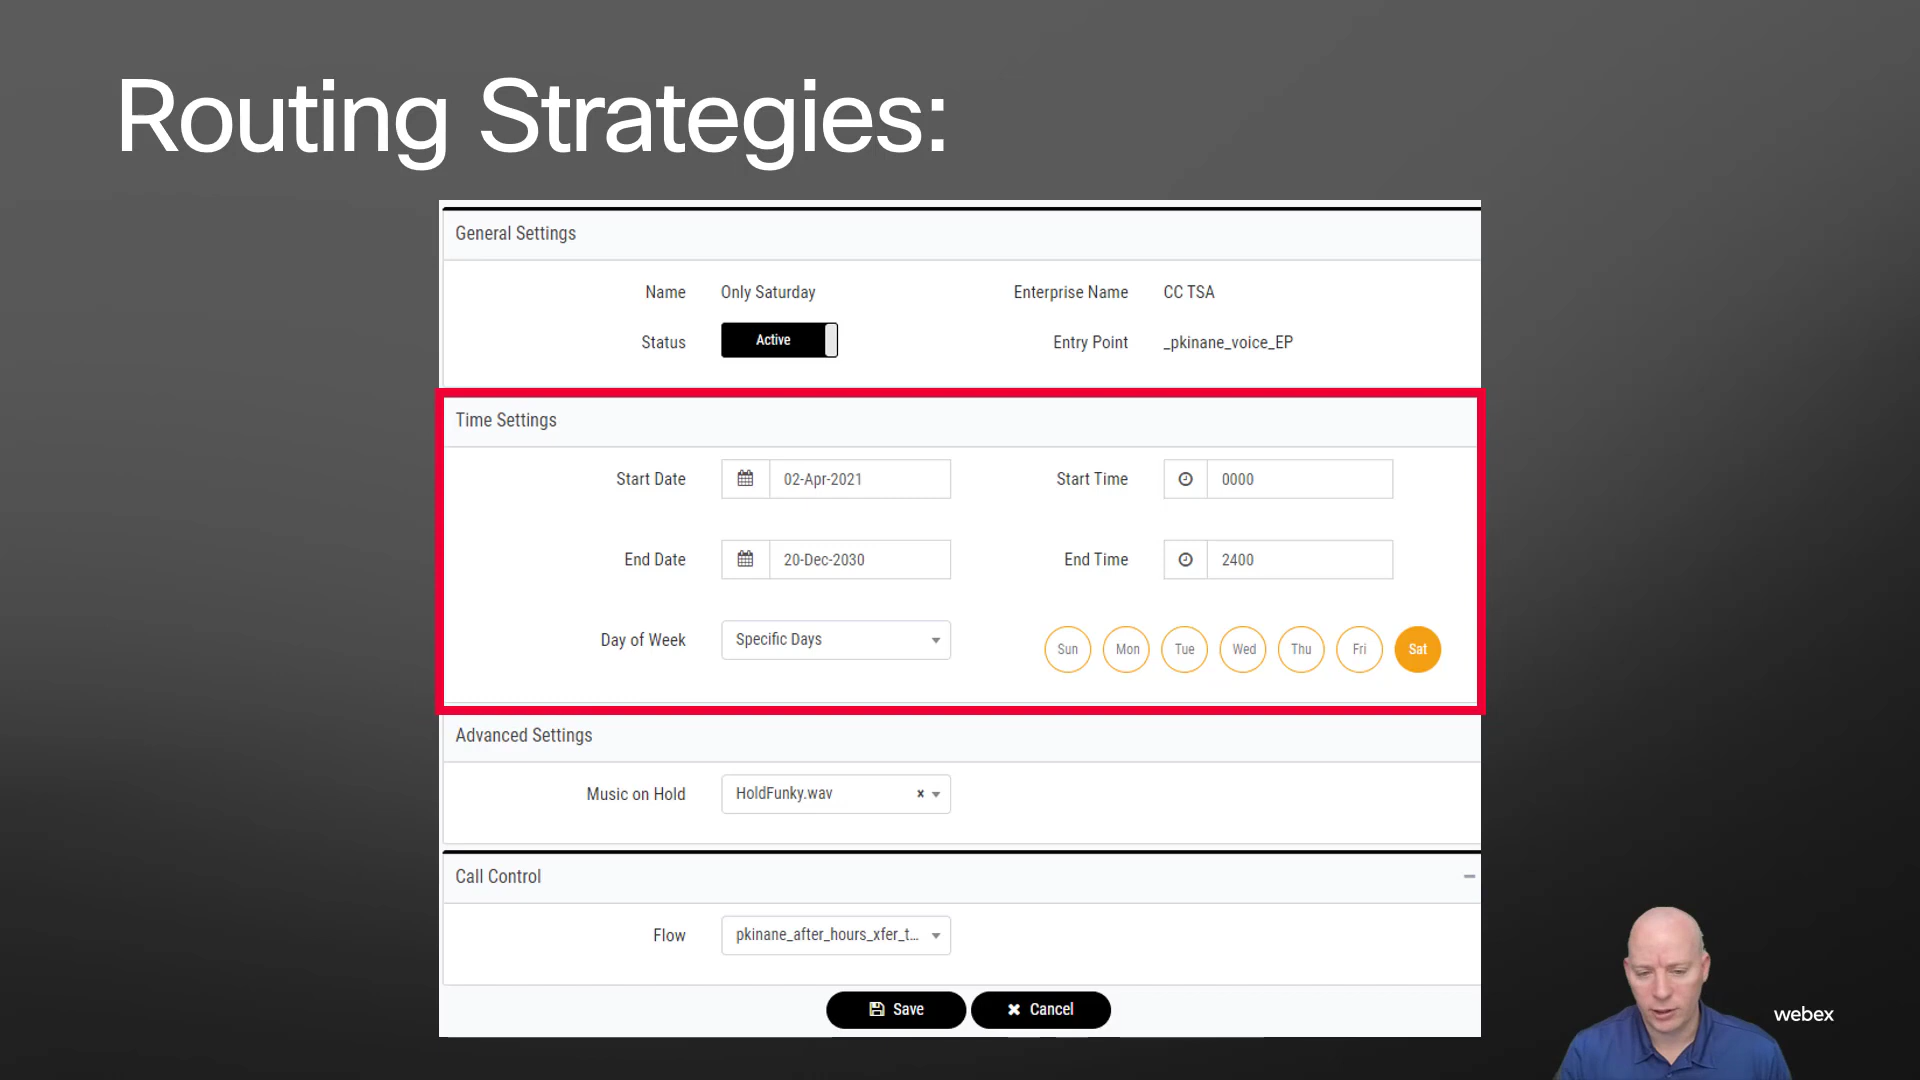 Routing Strategies:
General Settings
Name Only Saturday Enterprise Name CC TSA
Status Active Entry Point _pkinane_voice_EP
Time Settings
Start Date 02-Apr-2021 Start Time 0000
End Date 20-Dec-2030 End Time 2400
Day of Week Specific Days Sun Mon Tue Wed Thu Fri Sat
Advanced Settings
Music on Hold HoldFunky.wav
Call Control
Flow pkinane_after_hours_xfer_t...
Save Cancel
webex